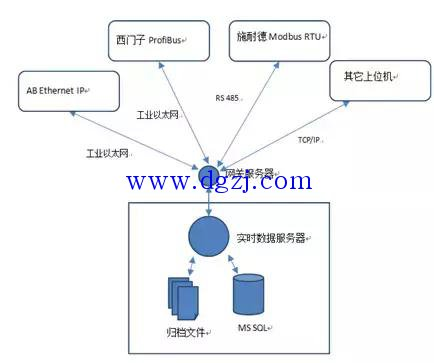 西门子 ProfiBus
施耐德 Modbus RTU
AB Ethernet IP
其它上位机
工业以太网
RS 485
工业以太网
TCP/IP
网关服务器
www.dgzj.com
实时数据服务器
归档文件
MS SQL